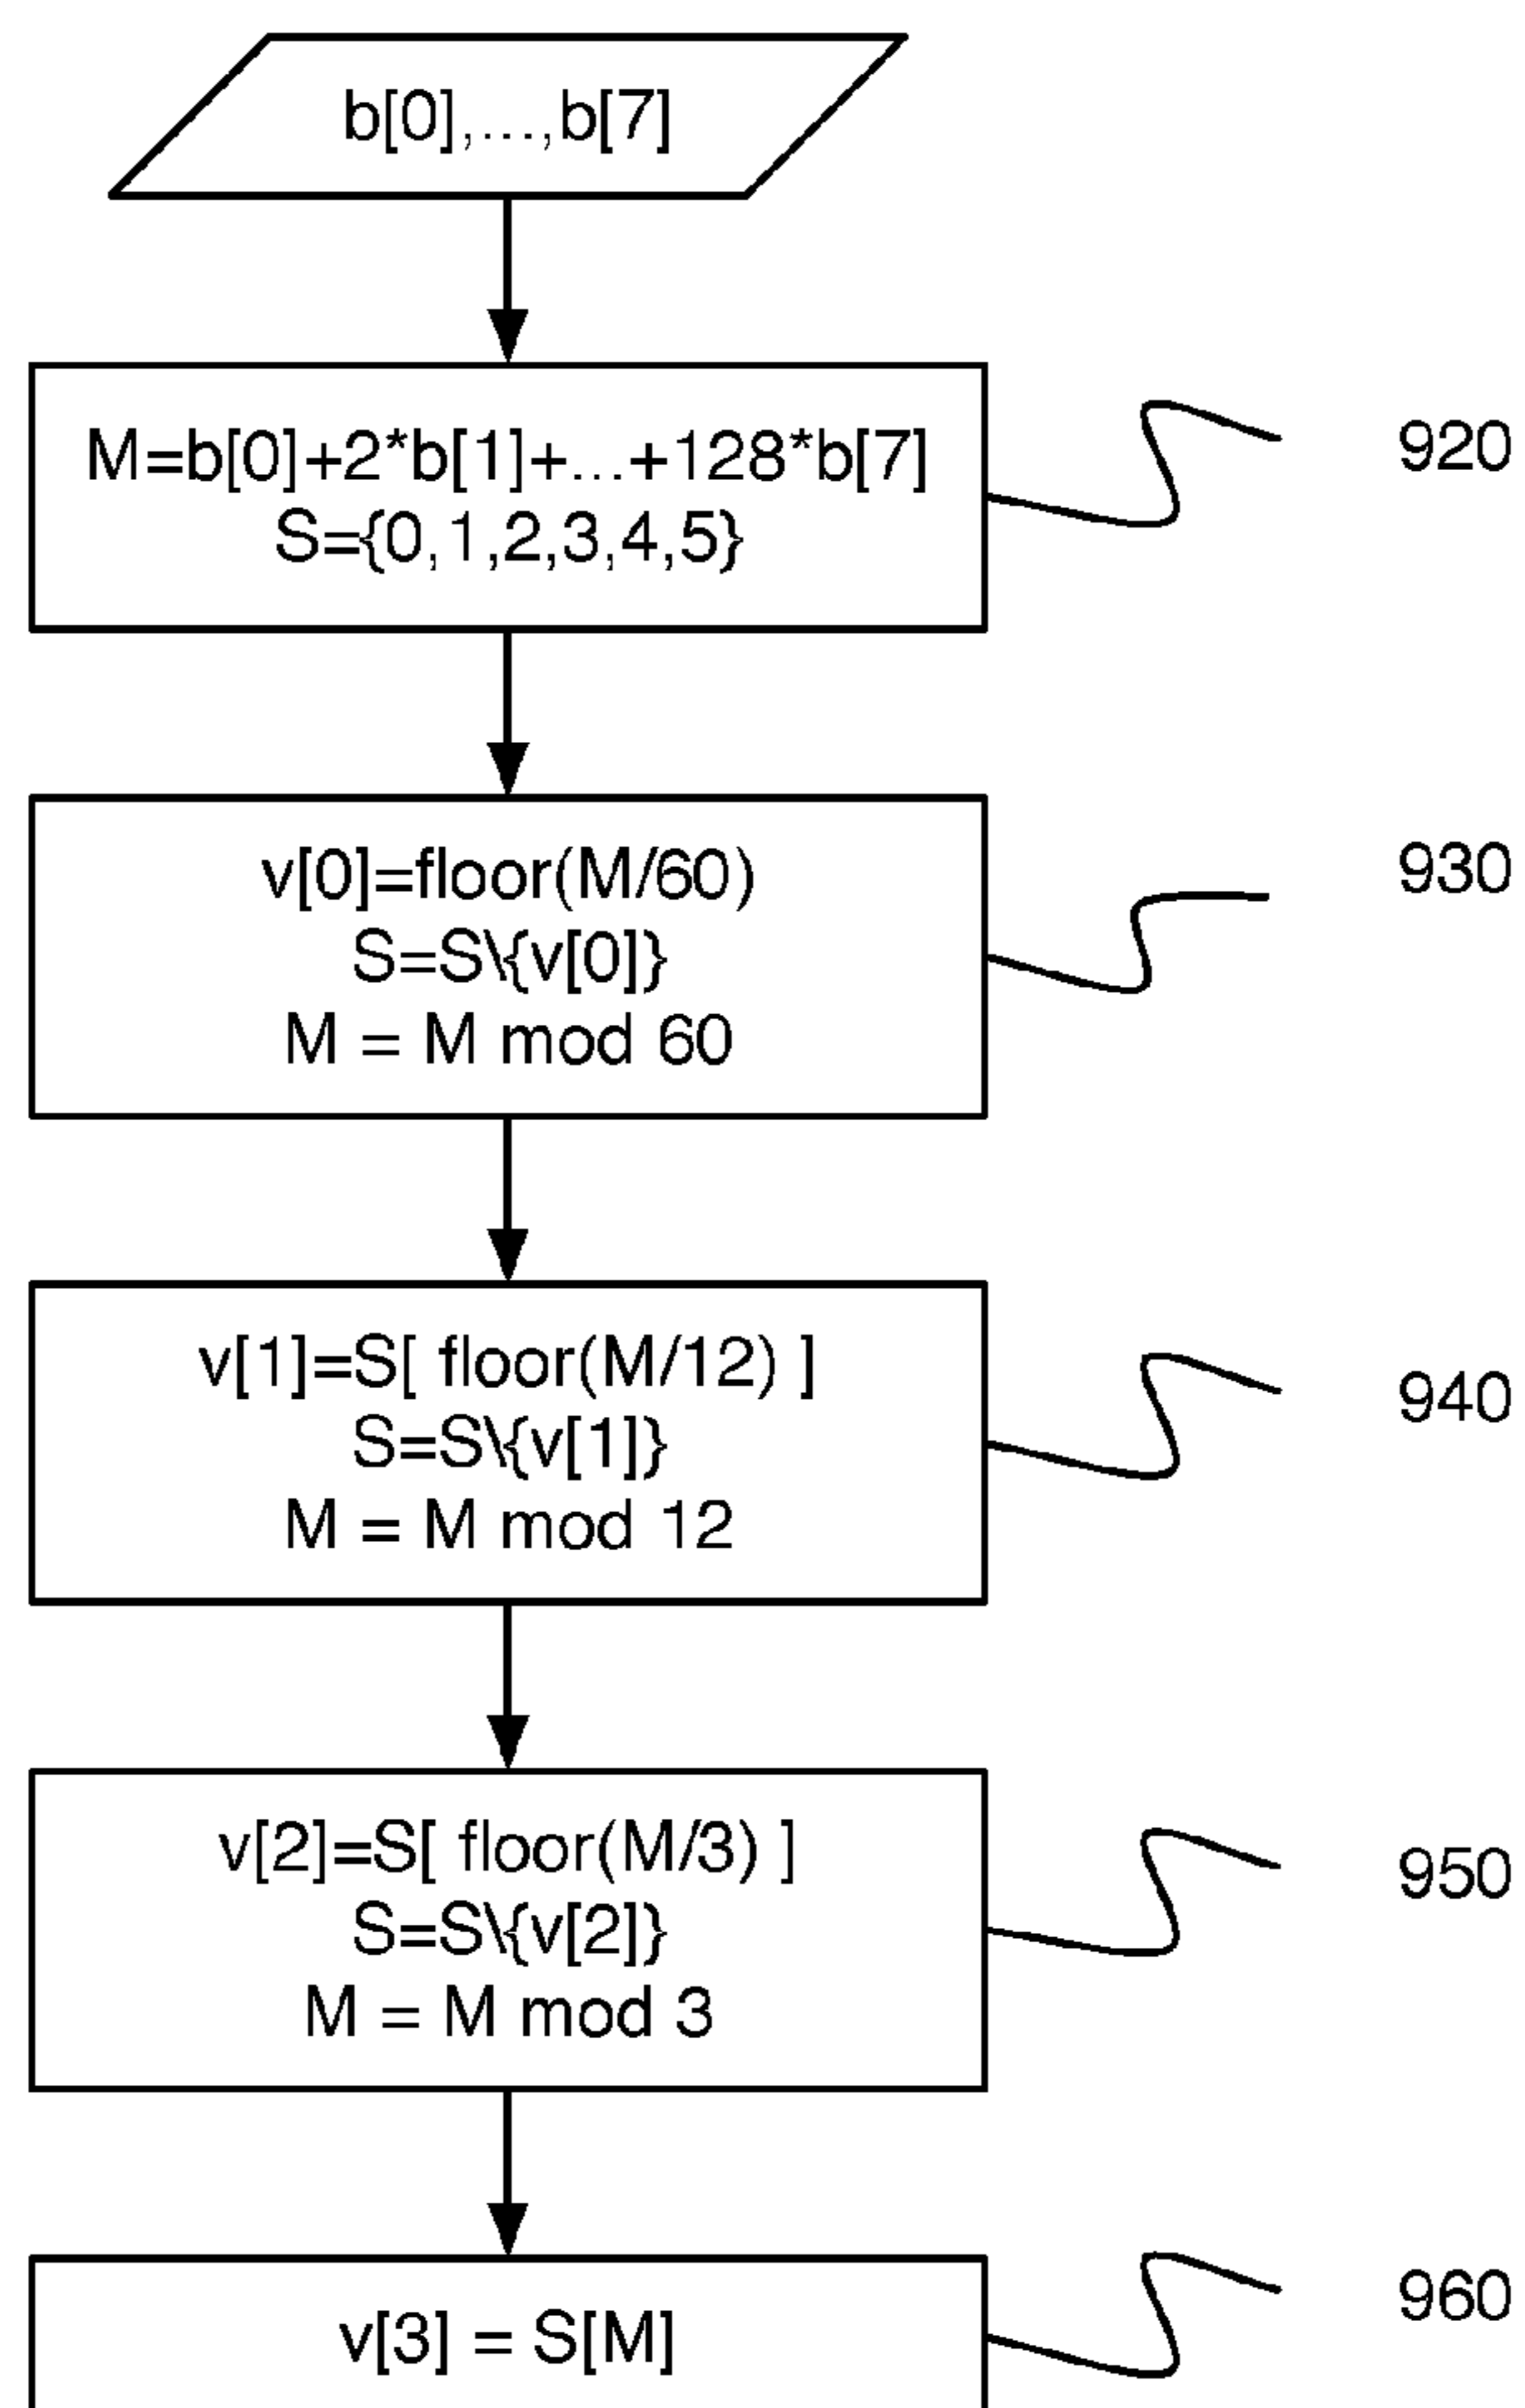 b[0],...,b[7]
M=b[0]+2*b[1]+...+128*b[7]
S={0,1,2,3,4,5}
920
v[0]=floor(M/60)
S=S\{v[0]}
M = M mod 60
930
v[1]=S[ floor(M/12) ]
S=S\{v[1]}
M = M mod 12
940
v[2]=S[ floor(M/3) ]
S=S\{v[2]}
M = M mod 3
950
v[3] = S[M]
960